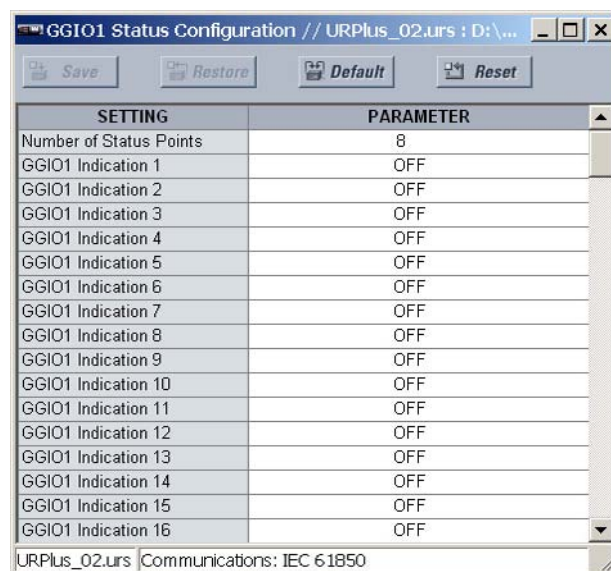 GGIO1 Status Configuration // URPlus_02.urs : D:\...
Save Restore Default Reset
SETTING PARAMETER
Number of Status Points 8
GGIO1 Indication 1 OFF
GGIO1 Indication 2 OFF
GGIO1 Indication 3 OFF
GGIO1 Indication 4 OFF
GGIO1 Indication 5 OFF
GGIO1 Indication 6 OFF
GGIO1 Indication 7 OFF
GGIO1 Indication 8 OFF
GGIO1 Indication 9 OFF
GGIO1 Indication 10 OFF
GGIO1 Indication 11 OFF
GGIO1 Indication 12 OFF
GGIO1 Indication 13 OFF
GGIO1 Indication 14 OFF
GGIO1 Indication 15 OFF
GGIO1 Indication 16 OFF
URPlus_02.urs Communications: IEC 61850